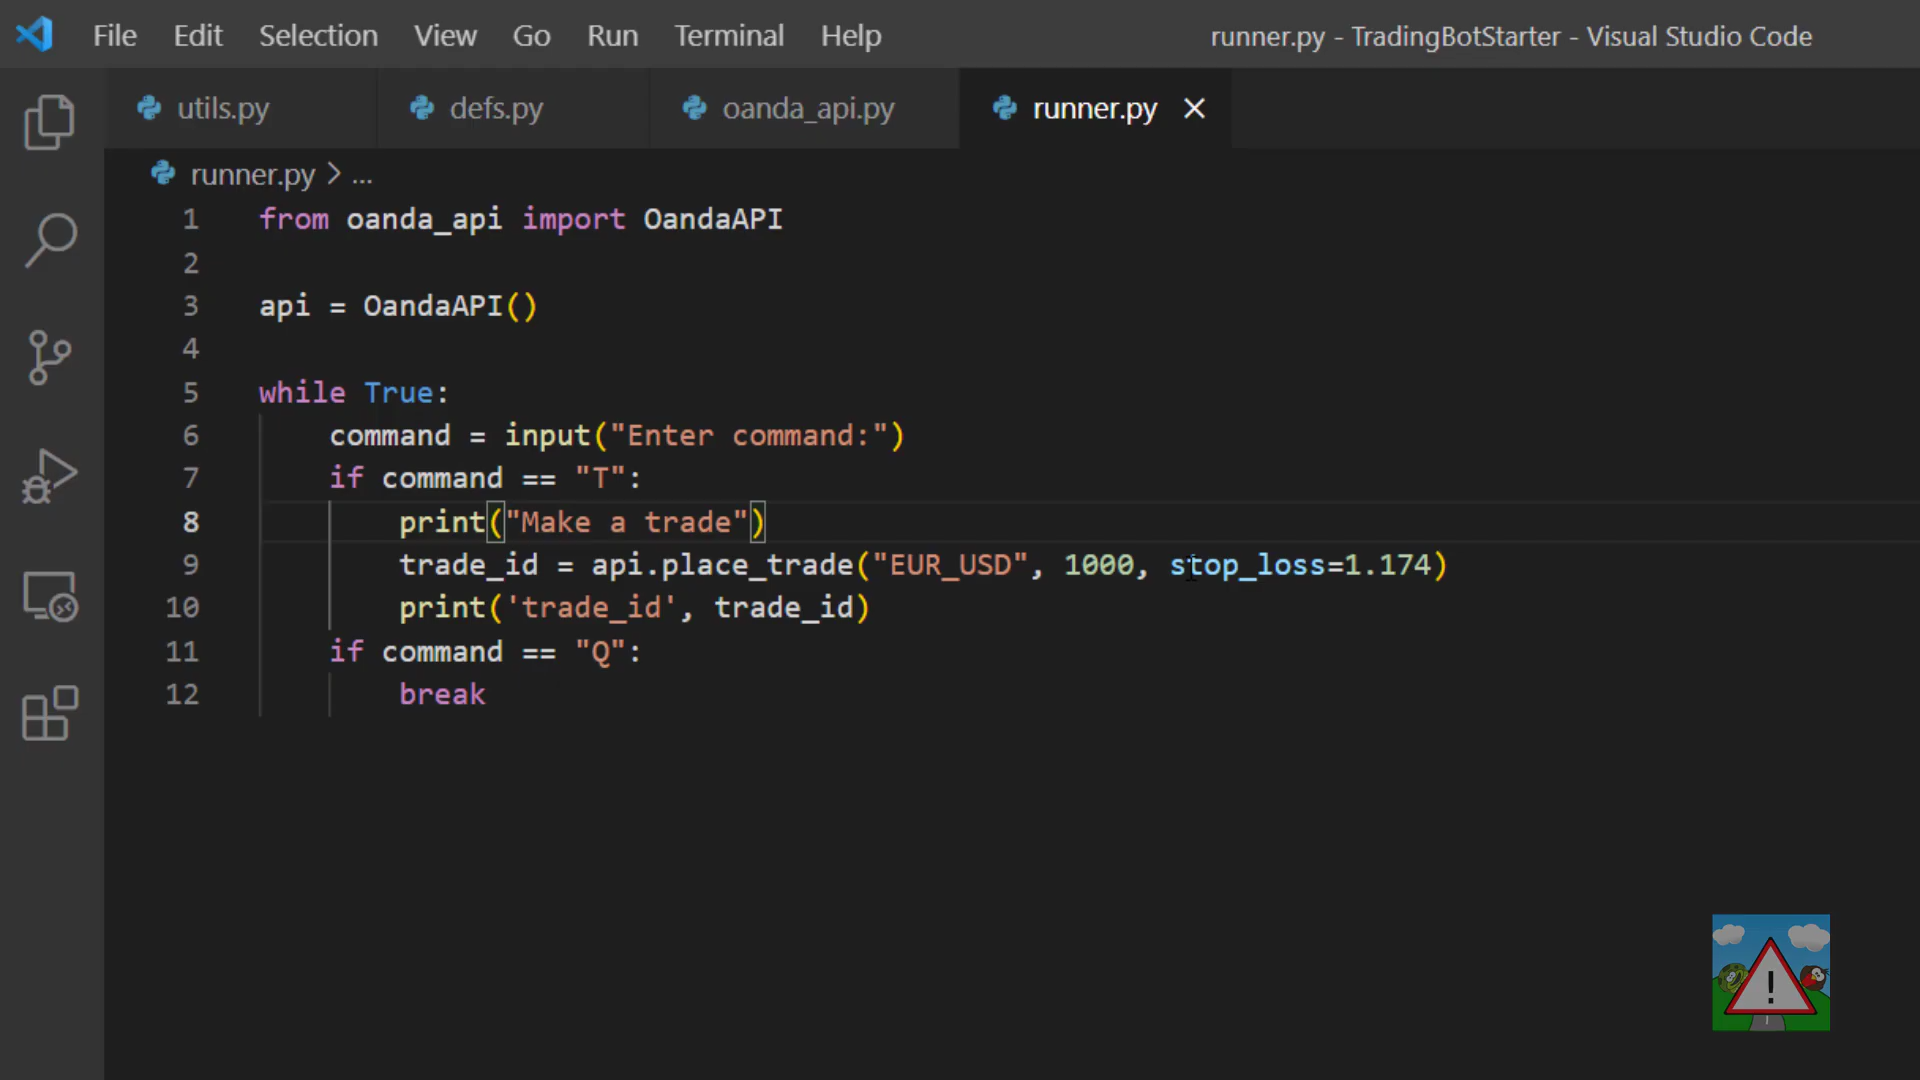 File Edit Selection View Go Run Terminal Help runner.py - TradingBotStarter - Visual Studio Code
utils.py defs.py oanda_api.py runner.py
runner.py > ...
1 from oanda_api import OandaAPI
2
3 api = OandaAPI()
4
5 while True:
6     command = input("Enter command:")
7     if command == "T":
8         print("Make a trade")
9         trade_id = api.place_trade("EUR_USD", 1000, stop_loss=1.174)
10         print('trade_id', trade_id)
11     if command == "Q":
12         break
!